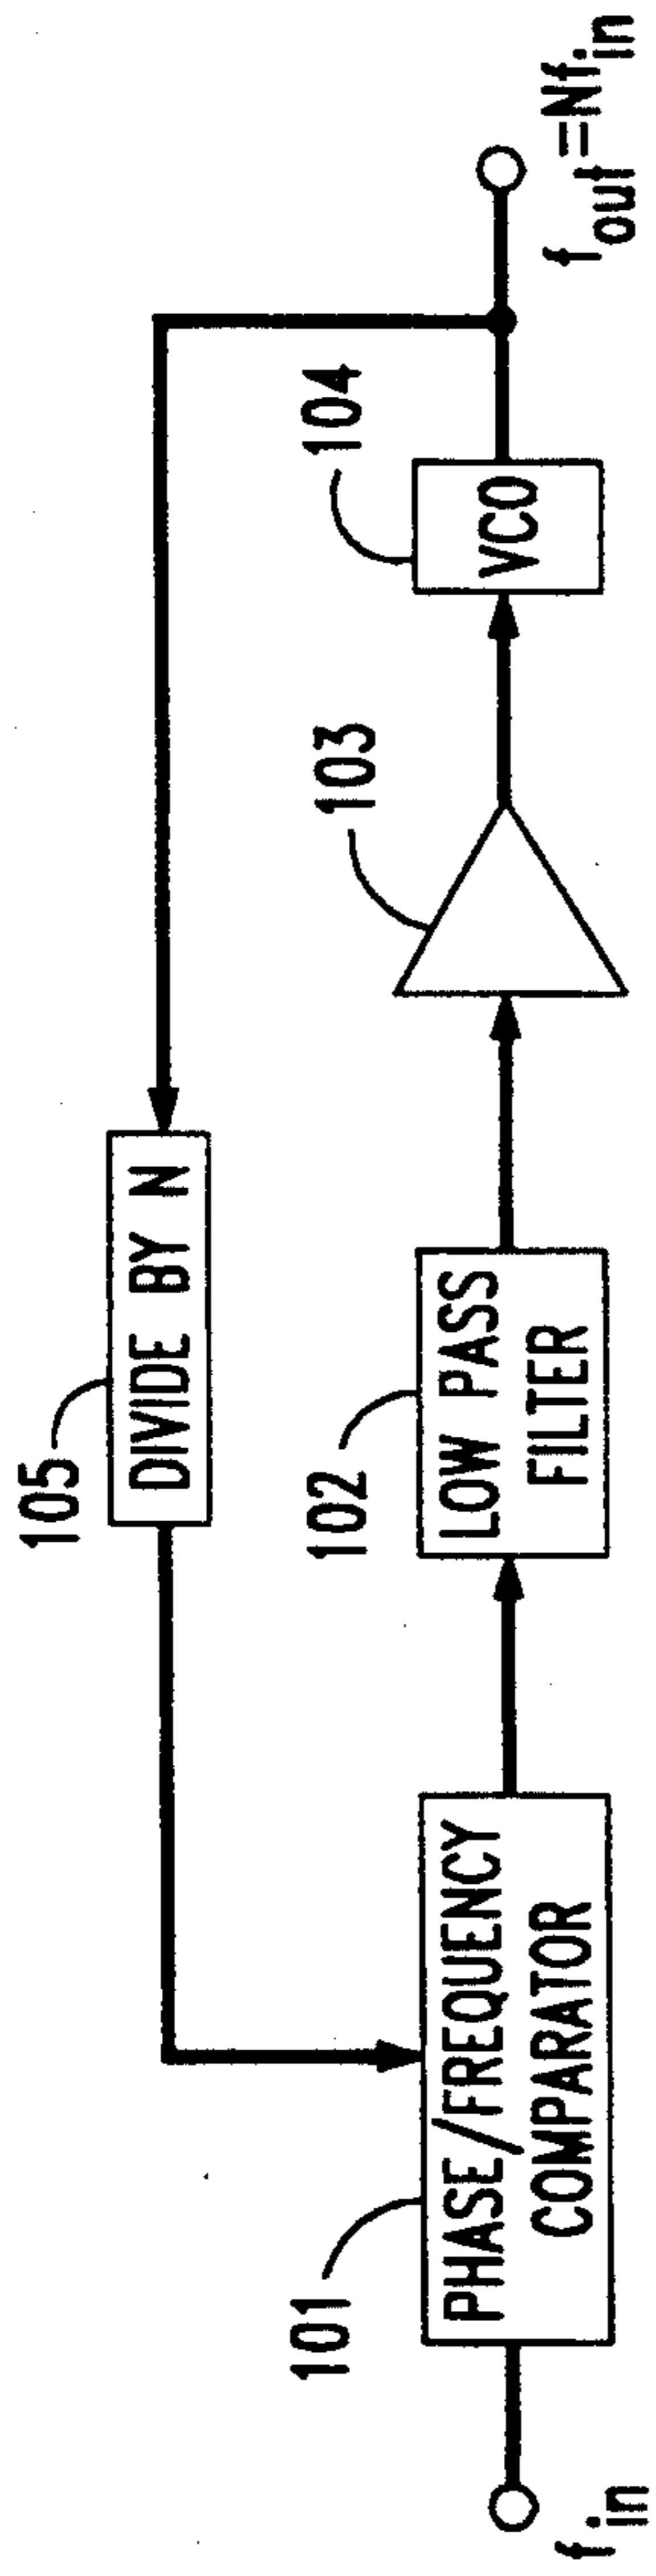 105
DIVIDE BY N
101
102
103
104
PHASE/FREQUENCY
COMPARATOR
LOW PASS
FILTER
VCO
f_in
f_out=Nf_in